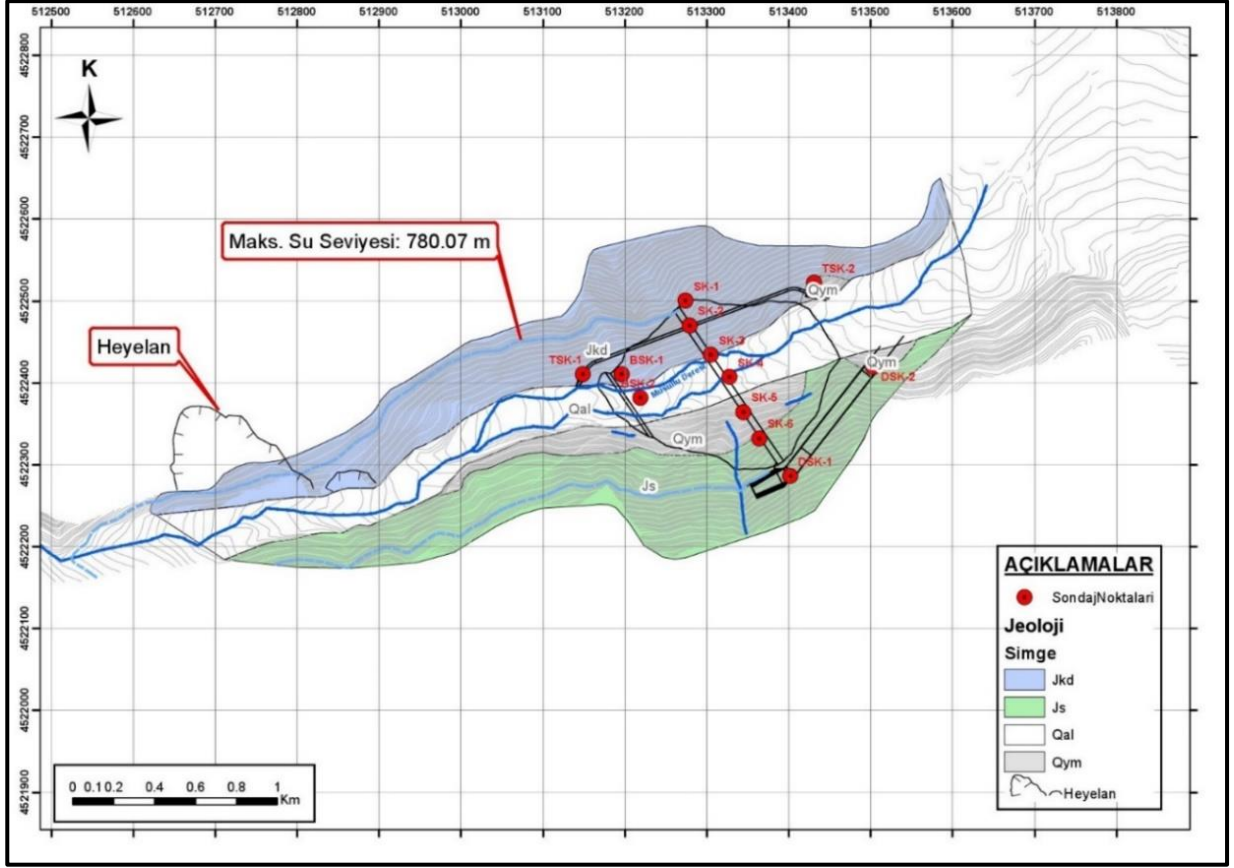 512500 512600 512700 512800 512900 513000 513100 513200 513300 513400 513500 513600 513700 513800
4522800
4522700
4522600
4522500
4522400
4522300
4522200
4522100
4522000
4521900
K
Maks. Su Seviyesi: 780.07 m
Heyelan
TSK-2
Qym
SK-1
SK-2
SK-3
SK-4
Jkd
TSK-1
BSK-1
Deresi
Qal
Qym
DSK-2
SK-5
SK-6
Qym
DSK-1
Js
AÇIKLAMALAR
SondajNoktalari
Jeoloji
Simge
Jkd
Js
Qal
Qym
Heyelan
0 0.1 0.2 0.4 0.6 0.8 1
Km